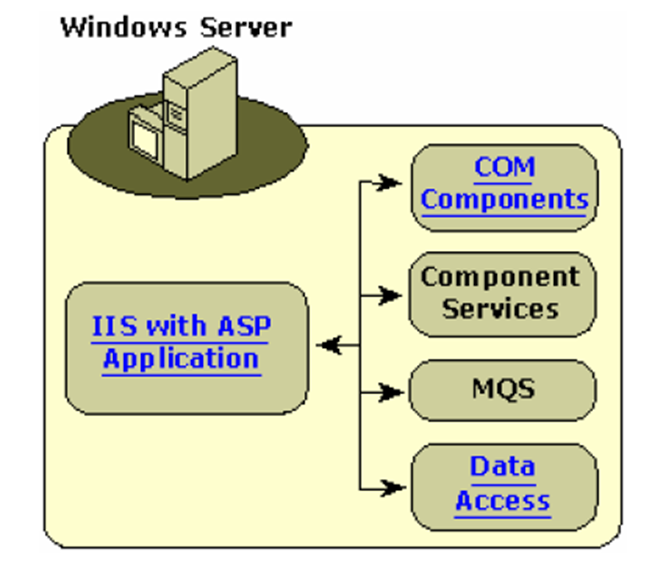 Windows Server
COM
Components
Component
Services
IIS with ASP
Application
MQS
Data
Access